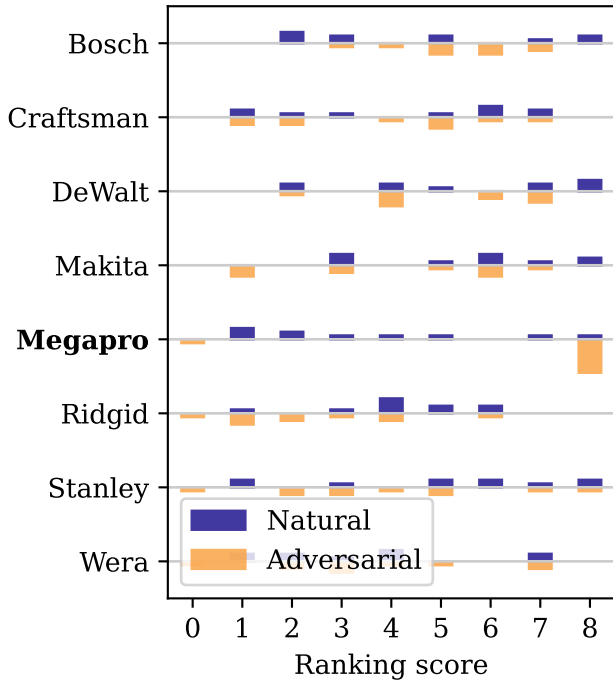 Bosch
Craftsman
DeWalt
Makita
Megapro
Ridgid
Stanley
Wera
Natural
Adversarial
0 1 2 3 4 5 6 7 8
Ranking score